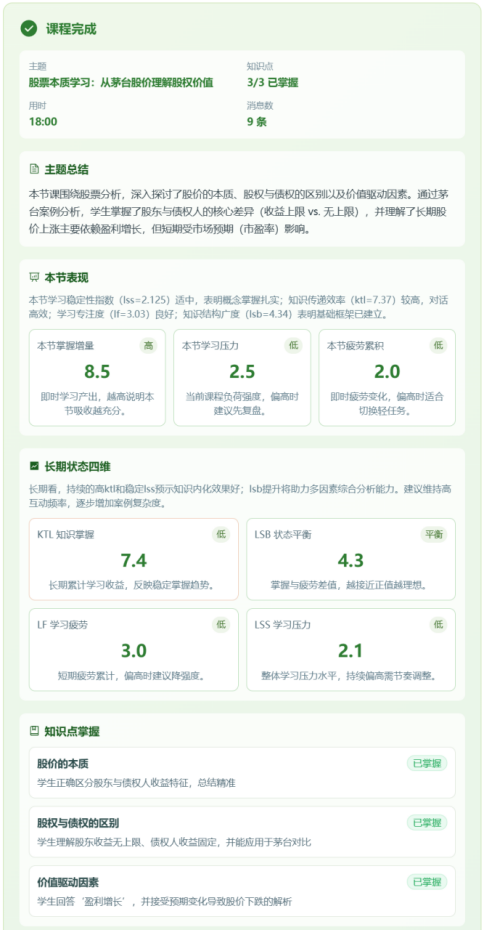 课程完成
主题
股票本质学习：从茅台股价理解股权价值
知识点
3/3 已掌握
用时
18:00
消息数
9 条
主题总结
本节课围绕股票分析，深入探讨了股价的本质、股权与债权的区别以及价值驱动因素。通过茅
台案例分析，学生掌握了股东与债权人的核心差异（收益上限 vs. 无上限），并理解了长期股
价上涨主要依赖盈利增长，但短期受市场预期（市盈率）影响。
本节表现
本节学习稳定性指数（lss=2.125）适中，表明概念掌握扎实；知识传递效率（ktl=7.37）较高，对话
高效；学习专注度（lf=3.03）良好；知识结构广度（lsb=4.34）表明基础框架已建立。
本节掌握增量
高
8.5
即时学习产出，越高说明本
节吸收越充分。
本节学习压力
低
2.5
当前课程负荷强度，偏高时
建议先复盘。
本节疲劳累积
低
2.0
即时疲劳变化，偏高时适合
切换轻任务。
长期状态四维
长期看，持续的高ktl和稳定lss预示知识内化效果好；lsb提升将助力多因素综合分析能力。建议维持高
互动频率，逐步增加案例复杂度。
KTL 知识掌握
低
7.4
长期累计学习收益，反映稳定掌握趋势。
LSB 状态平衡
平衡
4.3
掌握与疲劳差值，越接近正值越理想。
LF 学习疲劳
低
3.0
短期疲劳累计，偏高时建议降强度。
LSS 学习压力
低
2.1
整体学习压力水平，持续偏高需节奏调整。
知识点掌握
股价的本质
已掌握
学生正确区分股东与债权人收益特征，总结精准
股权与债权的区别
已掌握
学生理解股东收益无上限、债权人收益固定，并能应用于茅台对比
价值驱动因素
已掌握
学生回答‘盈利增长’，并接受预期变化导致股价下跌的解析